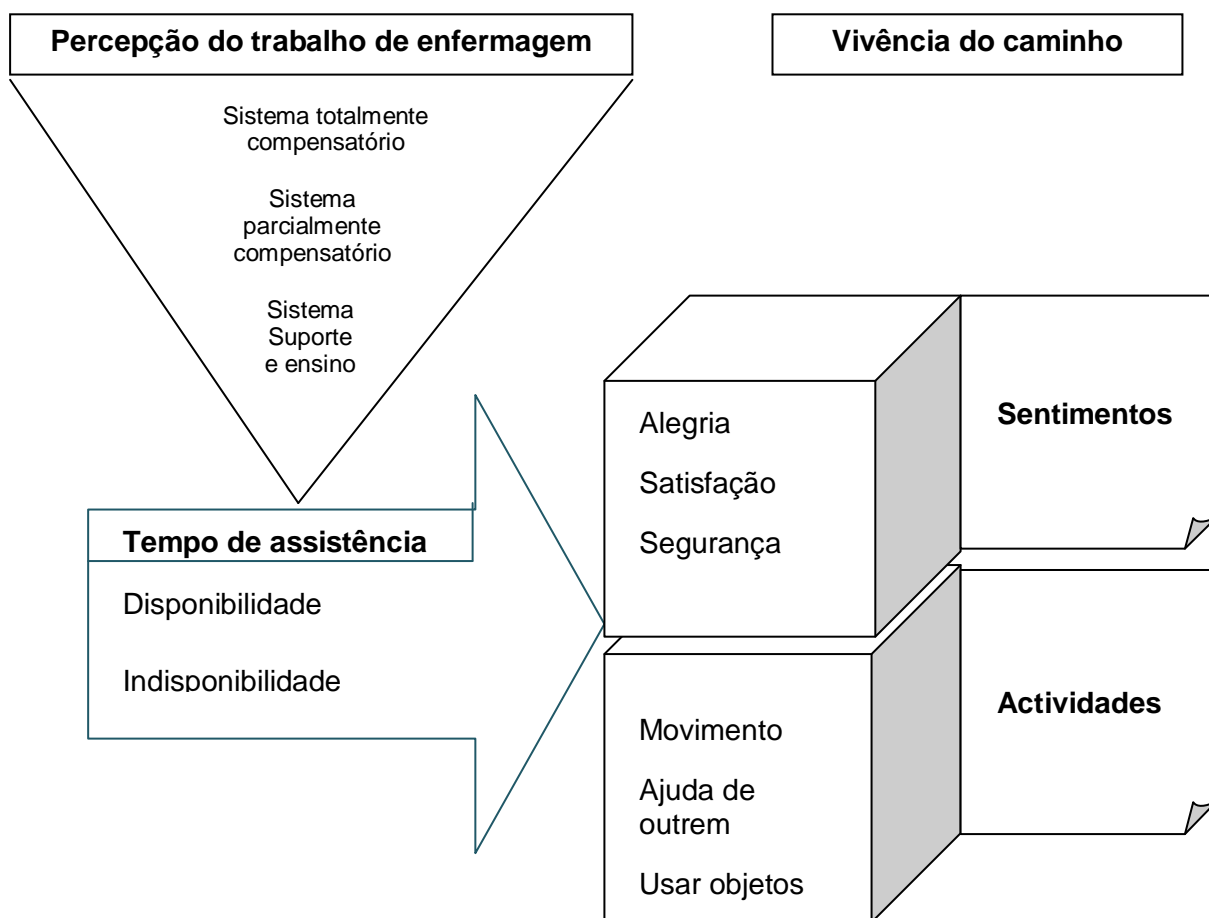 Percepção do trabalho de enfermagem
Vivência do caminho
Sistema totalmente
compensatório
Sistema
parcialmente
compensatório
Sistema
Suporte
e ensino
Tempo de assistência
Disponibilidade
Indisponibilidade
Alegria
Satisfação
Segurança
Sentimentos
Movimento
Ajuda de
outrem
Usar objetos
Actividades